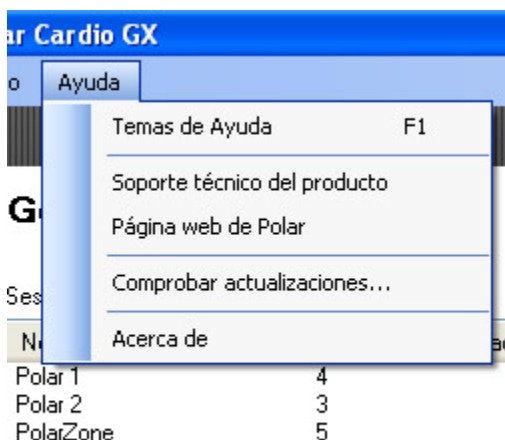 ar Cardio GX
o Ayuda
Temas de Ayuda F1
Soporte técnico del producto
G
Página web de Polar
Comprobar actualizaciones...
Ses
Acerca de
N
Polar 1 4
Polar 2 3
PolarZone 5